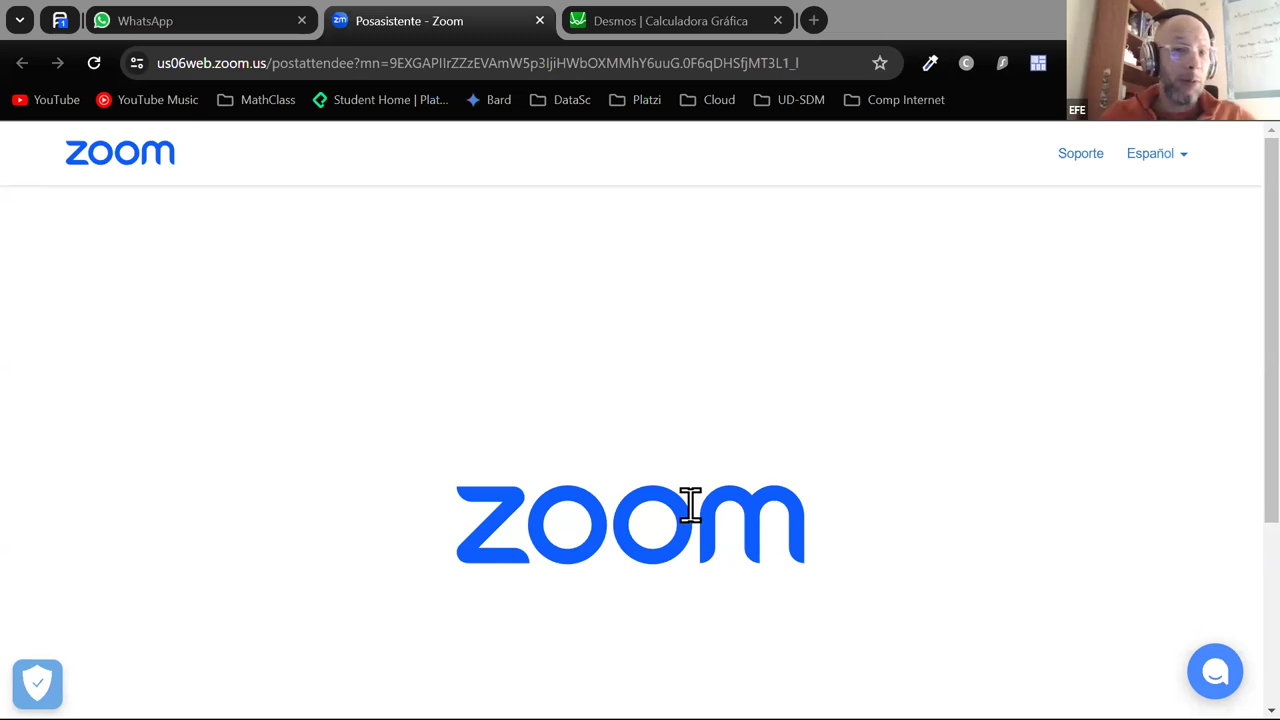 WhatsApp
zm Posasistente - Zoom
Desmos | Calculadora Gráfica
us06web.zoom.us/postattendee?mn=9EXGAPIIrZZzEVAmW5p3IjiHWbOXMMhY6uuG.0F6qDHSfjMT3L1_l
YouTube
YouTube Music
MathClass
Student Home | Plat...
Bard
DataSc
Platzi
Cloud
UD-SDM
Comp Internet
EFE
zoom
Soporte
Español
zoom